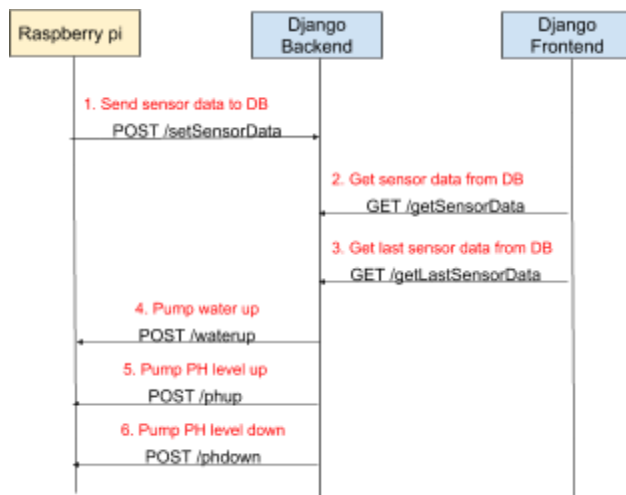 Raspberry pi
Django
Backend
Django
Frontend
1. Send sensor data to DB
POST /setSensorData
2. Get sensor data from DB
GET /getSensorData
3. Get last sensor data from DB
GET /getLastSensorData
4. Pump water up
POST /waterup
5. Pump PH level up
POST /phup
6. Pump PH level down
POST /phdown